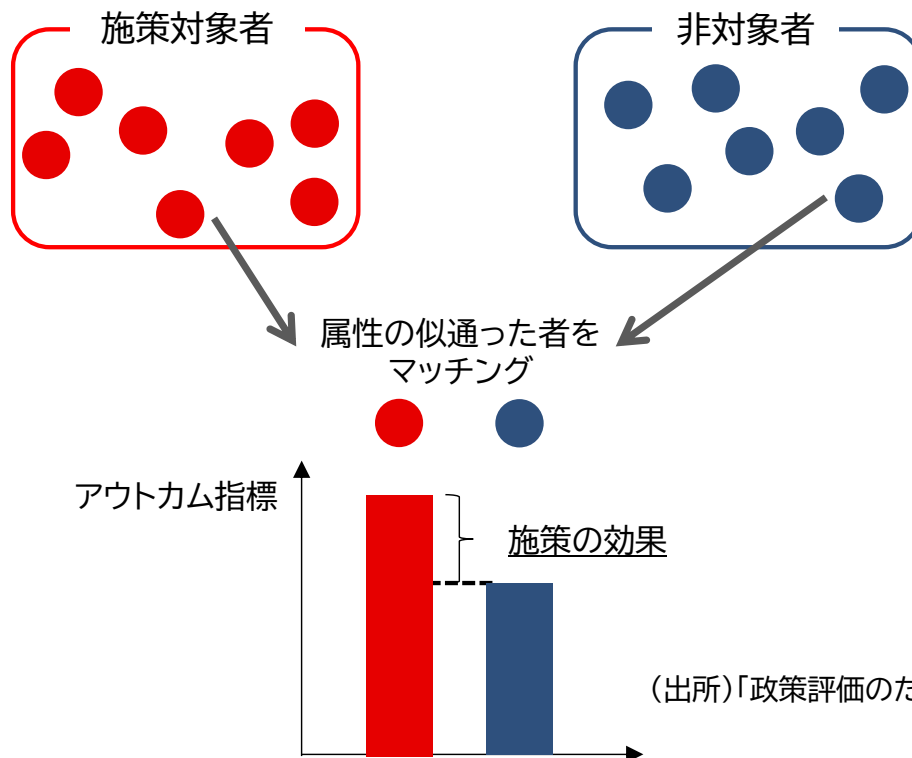 施策対象者
非対象者
属性の似通った者を
マッチング
アウトカム指標
施策の効果
(出所)「政策評価のた